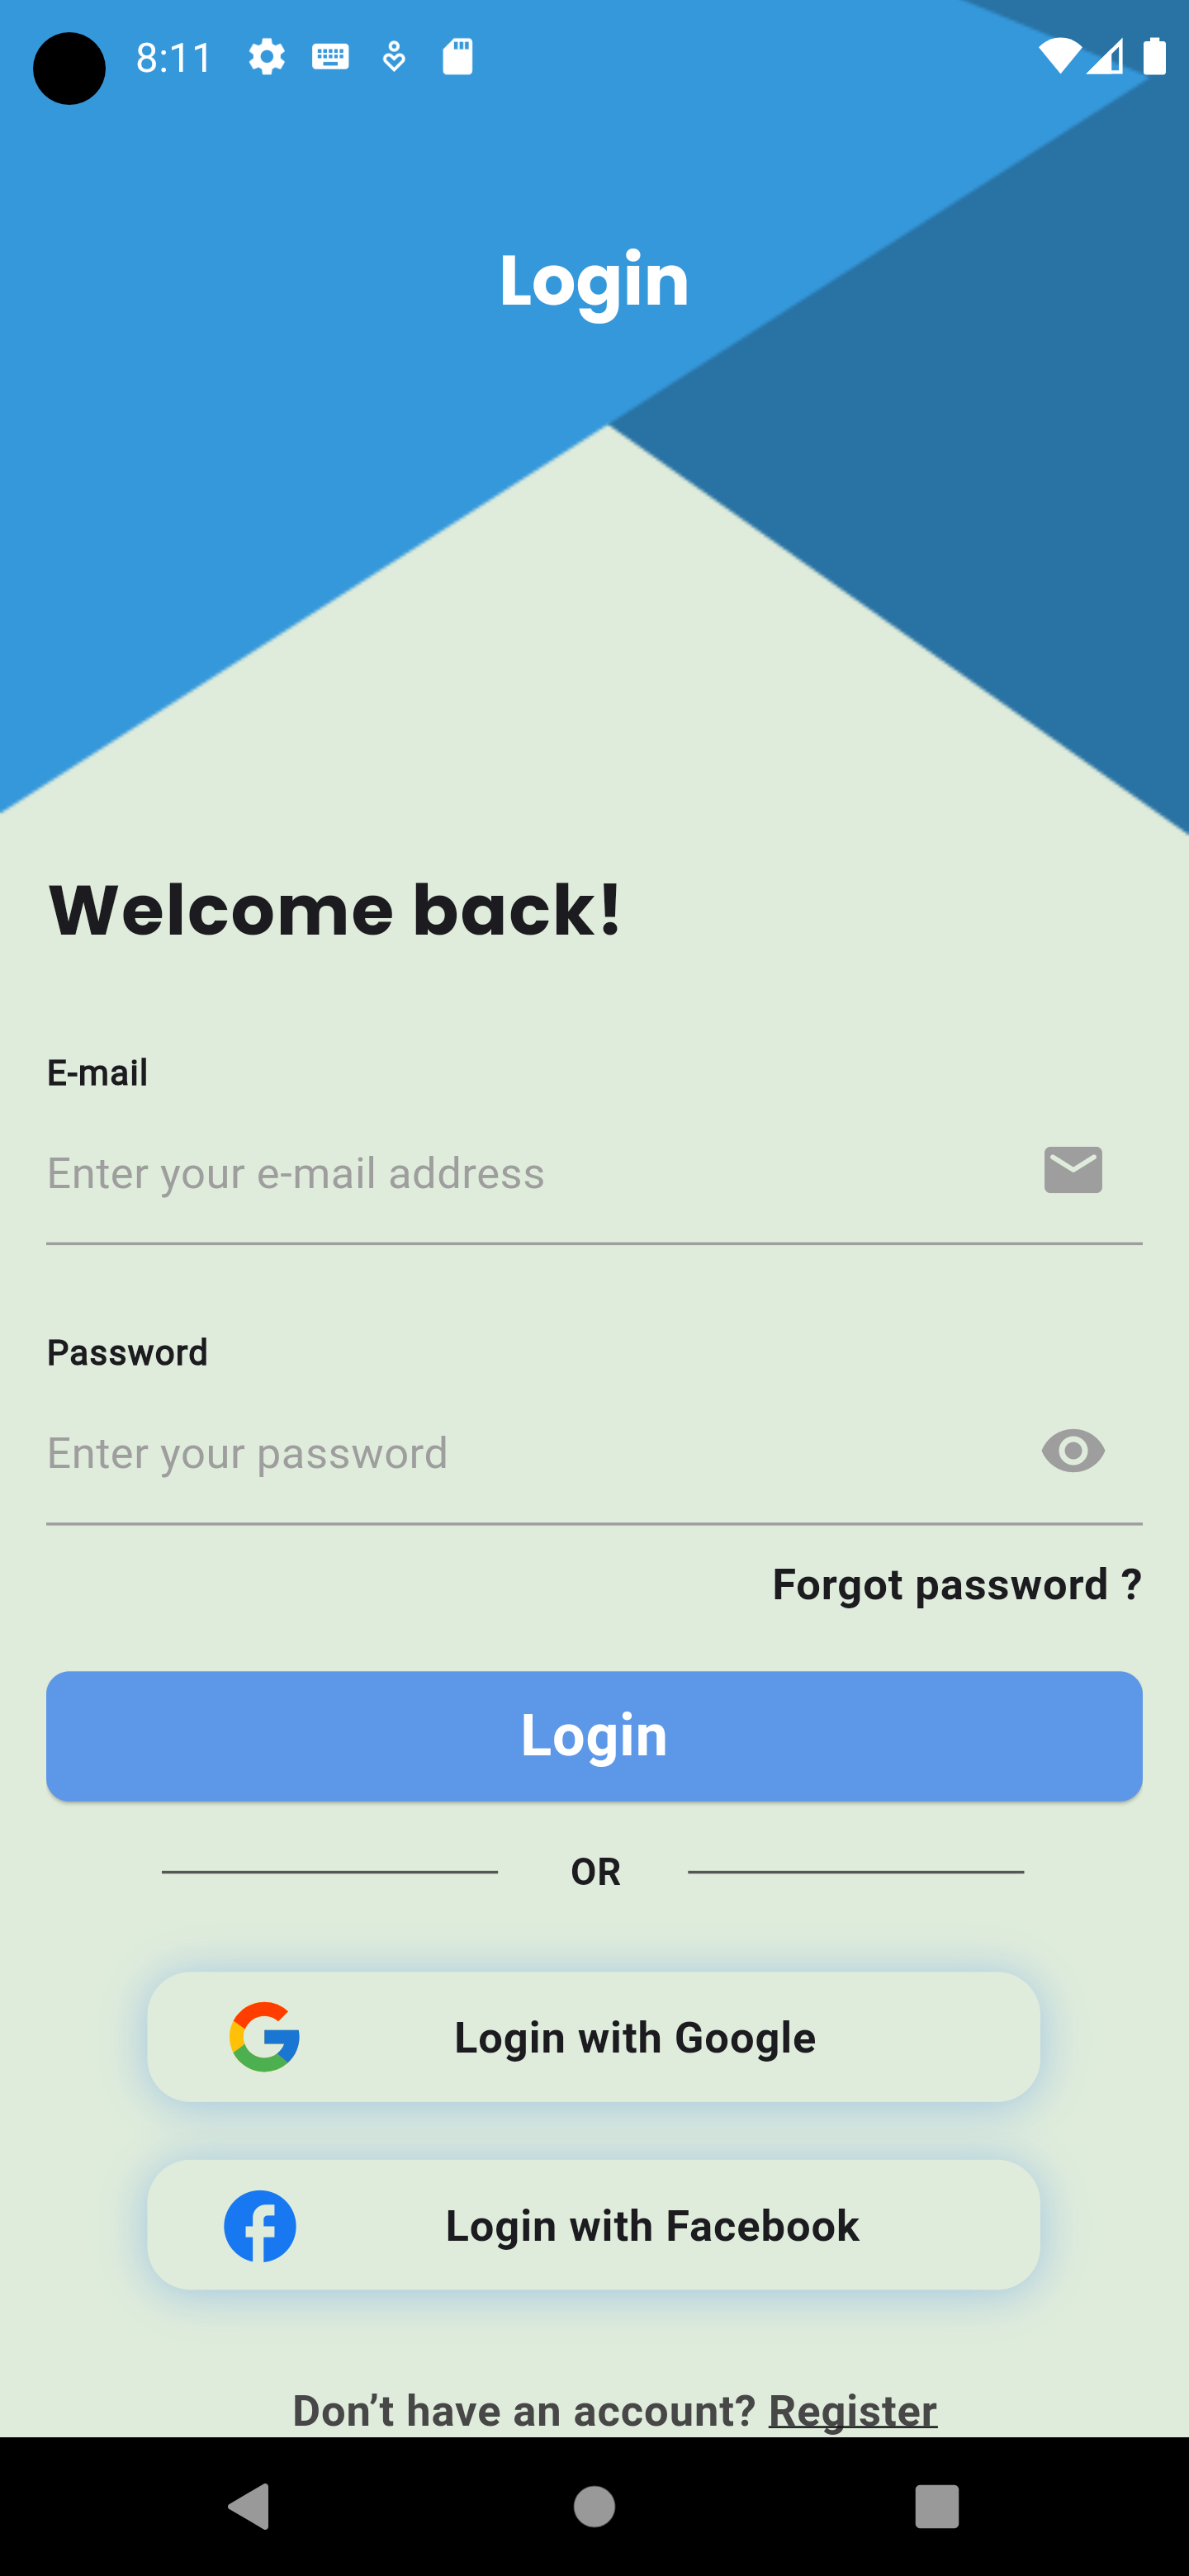 8:11
Login
Welcome back!
E-mail
Enter your e-mail address
Password
Enter your password
Forgot password ?
Login
OR
Login with Google
Login with Facebook
Don’t have an account? Register